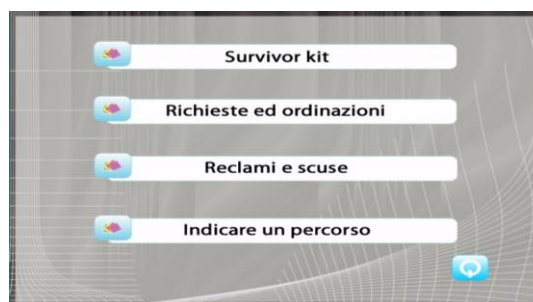 Survivor kit
Richieste ed ordinazioni
Reclami e scuse
Indicare un percorso